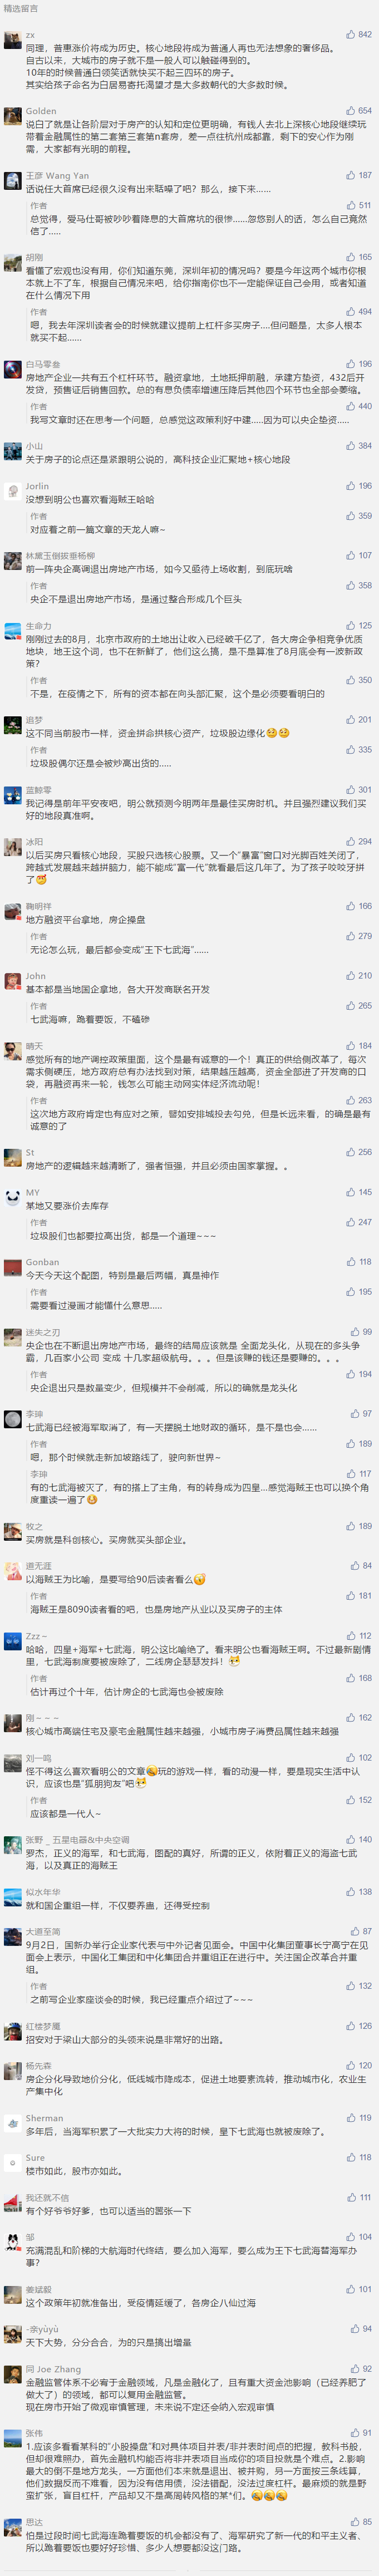 精选留言
zx 842
同理，普惠涨价将成为历史。核心地段将成为普通人再也无法想象的奢侈品。
自古以来，大城市的房子就不是一般人可以触碰得到的。
10年的时候普通白领笑话就快买不起三四环的房子。
其实给孩子命名为白居易寄托渴望才是大多数朝代的大多数时候。
Golden 654
说白了就是让各阶层对于房产的认知和定位更明确，有钱人去北上深核心地段继续玩
带着金融属性的第二套第三套第n套房，差一点往杭州成都靠，剩下的安心作为刚
需，大家都有光明的前程。
王彦 Wang Yan 187
话说任大首席已经很久没有出来聒噪了吧？那么，接下来……
作者 511
总觉得，爱马仕哥被吵吵着降息的大首席坑的很惨……忽悠别人的话，怎么自己竟然
信了.....
胡刚 165
看懂了宏观也没有用，你们知道东莞，深圳年初的情况吗？要是今年这两个城市你根
本就上不了车，根据自己情况来吧，给你指南你也不一定能保证自己会用，或者知道
在什么情况下用
作者 494
嗯，我去年深圳读者会的时候就建议提前上杠杆多买房子....但问题是，太多人根本
就买不起……
白马零叁 196
房地产企业一共有五个杠杆环节。融资拿地，土地抵押前融，承建方垫资，432后开
发贷，预售证后销售回款。总的有息负债率增速压降后其他四个环节也全部会萎缩。
作者 440
我写文章时还在思考一个问题，总感觉这政策利好中建.....因为可以央企垫资.....
小山 384
关于房子的论点还是紧跟明公说的，高科技企业汇聚地+核心地段
Jorlin 196
没想到明公也喜欢看海贼王哈哈
作者 359
对应着之前一篇文章的天龙人嘛~
林黛玉倒拔垂杨柳 107
前一阵央企高调退出房地产市场，如今又亟待上场收割，到底玩啥
作者 358
央企不是退出房地产市场，是通过整合形成几个巨头
生命力 125
刚刚过去的8月，北京市政府的土地出让收入已经破千亿了，各大房企争相竞争优质
地块，地王这个词，也不在新鲜了，他们这么搞，是不是算准了8月底会有一波新政
策？
作者 350
不是，在疫情之下，所有的资本都在向头部汇聚，这个是必须要看明白的
追梦 201
这不同当前股市一样，资金拼命拱核心资产，垃圾股边缘化
作者 335
垃圾股偶尔还是会被炒高出货的.....
蓝鲸零 301
我记得是前年平安夜吧，明公就预测今明两年是最佳买房时机。并且强烈建议我们买
好的地段真准啊。
冰阳 294
以后买房只看核心地段，买股只选核心股票。又一个“暴富”窗口对光脚百姓关闭了，
跨越式发展越来越拼脑力，能不能成“富一代”就看最后这几年了。为了孩子咬咬牙拼
了
鞠明祥 166
地方融资平台拿地，房企操盘
作者 279
无论怎么玩，最后都会变成“王下七武海”……
John 210
基本都是当地国企拿地，各大开发商联名开发
作者 265
七武海嘛，跪着要饭，不磕碜
晴天 184
感觉所有的地产调控政策里面，这个是最有诚意的一个！真正的供给侧改革了，每次
需求侧硬压，地方政府总有办法找到对策，结果越压越高，资金全部进了开发商的口
袋，再融资再来一轮，钱怎么可能主动网实体经济流动呢！
作者 263
这次地方政府肯定也有应对之策，譬如安排城投去勾兑，但是长远来看，的确是最有
诚意的了
St 256
房地产的逻辑越来越清晰了，强者恒强，并且必须由国家掌握。。
MY 145
某地又要涨价去库存
作者 247
垃圾股们也都要拉高出货，都是一个道理~~~
Gonban 118
今天今天这个配图，特别是最后两幅，真是神作
作者 195
需要看过漫画才能懂什么意思.....
迷失之刃 99
央企也在不断退出房地产市场，最终的结局应该就是 全面龙头化，从现在的多头争
霸，几百家小公司 变成 十几家超级航母。。。但是该赚的钱还是要赚的。。。
作者 194
央企退出只是数量变少，但规模并不会削减，所以的确就是龙头化
李珅 97
七武海已经被海军取消了，有一天摆脱土地财政的循环，是不是也会……
作者 189
嗯，那个时候就走新加坡路线了，驶向新世界~
李珅 117
有的七武海被灭了，有的搭上了主角，有的转身成为四皇...感觉海贼王也可以换个角
度重读一遍了
牧之 189
买房就是科创核心。买房就买头部企业。
道无涯 84
以海贼王为比喻，是要写给90后读者看么
作者 181
海贼王是8090读者看的吧，也是房地产从业以及买房子的主体
Zzz~ 112
哈哈，四皇+海军+七武海，明公这比喻绝了。看来明公也看海贼王啊。不过最新剧情
里，七武海制度要被废除了，二线房企瑟瑟发抖！
作者 168
估计再过个十年，估计房企的七武海也会被废除
刚~~~ 162
核心城市高端住宅及豪宅金融属性越来越强，小城市房子消费品属性越来越强
刘一鸣 102
怪不得这么喜欢看明公的文章玩的游戏一样，看的动漫一样，要是现实生活中认
识，应该也是“狐朋狗友”吧
作者 152
应该都是一代人~
张野 _ 五星电器&中央空调 140
罗杰，正义的海军，和七武海，图配的真好，所谓的正义，依附看正义的海盗七武
海，以及真正的海贼王
似水年华 138
就和国企重组一样，不仅要养蛊，还得受控制
大道至简 87
9月2日，国新办举行企业家代表与中外记者见面会。中国中化集团董事长宁高宁在见
面会上表示，中国化工集团和中化集团合并重组正在进行中。关注国企改革合并重
组。
作者 132
之前写企业家座谈会的时候，我已经重点介绍过了~~~
红楼梦魇 126
招安对于梁山大部分的头领来说是非常好的出路。
杨先森 120
房企分化导致地价分化，低线城市降成本，促进土地要素流转，推动城市化，农业生
产集中化
Sherman 119
多年后，当海军积累了一大批实力大将的时候，皇下七武海也就被废除了。
Sure 118
楼市如此，股市亦如此。
我还就不信 111
有个好爷爷好爹，也可以适当的嚣张一下
邹 104
充满混乱和阶梯的大航海时代终结，要么加入海军，要么成为王下七武海替海军办
事？
姜斌毅 101
这个政策年初就准备出，受疫情延缓了，各房企八仙过海
-余yùyù 94
天下大势，分分合合，为的只是搞出增量
问 Joe Zhang 92
金融监管体系不必宥于金融领域，凡是金融化了，且有重大资金池影响（已经养肥了
做大了）的领域，都可以复用金融监管。
现在房市开始了微观审慎管理，未来说不定还会纳入宏观审慎
张伟 91
1.应该多看看某科的“小股操盘”和对具体项目并表/非并表时间点的把握，教科书般，
但却很难照办，首先金融机构能否将非并表项目当成你的项目投就是个难点。2.影响
最大的倒不是地方龙头，一方面他们本来就是退出、被并购，另一方面按三条线算，
他们数据反而不难看，因为没有信用债，没法错配，没法过度杠杆。最麻烦的就是野
蛮扩张，盲目杠杆，产品却又不是高周转风格的某*们。
思达 85
怕是过段时间七武海连跪着要饭的机会都没有了、海军研究了新一代的和平主义者、
所以跪着要饭也要好好珍惜、多少人想要都没这门路。